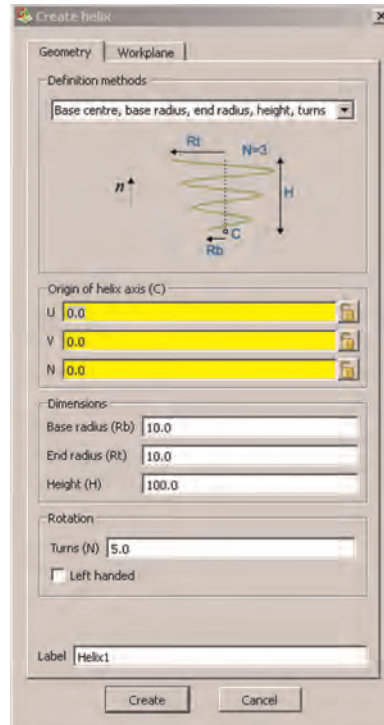 Create helix
Geometry Workplane
Definition methods
Base centre, base radius, end radius, height, turns
Rt N=3
n H
C
Rb
Origin of helix axis (C)
U 0.0
V 0.0
N 0.0
Dimensions
Base radius (Rb) 10.0
End radius (Rt) 10.0
Height (H) 100.0
Rotation
Turns (N) 5.0
Left handed
Label Helix1
Create Cancel